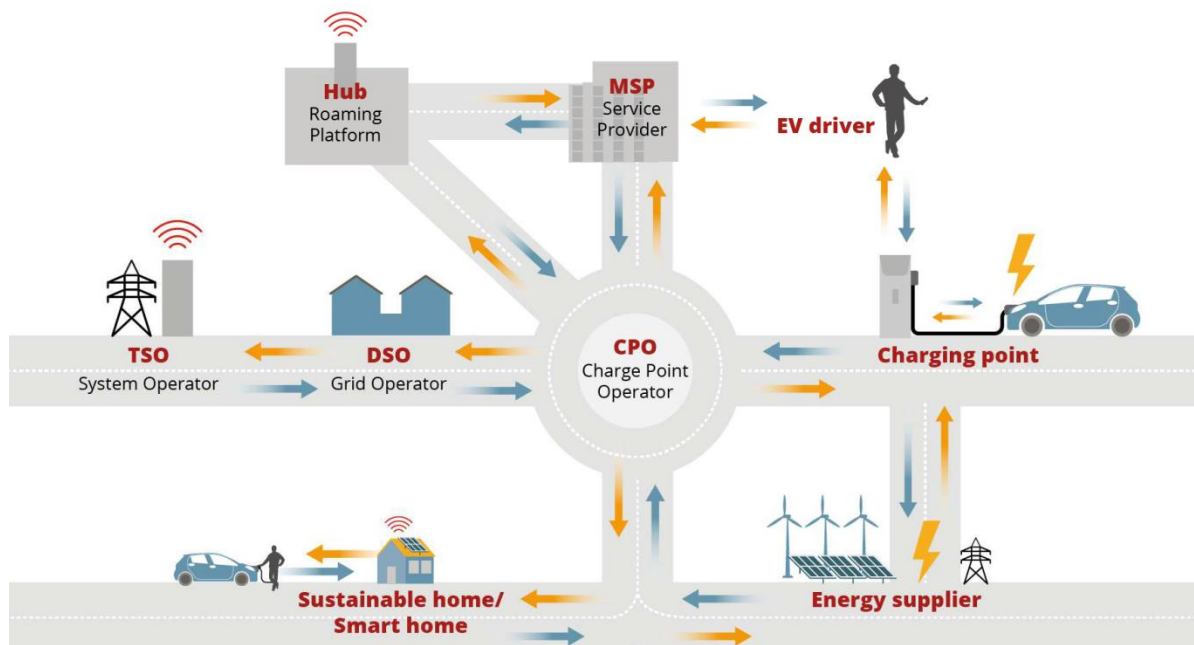 Hub
Roaming
Platform
MSP
Service
Provider
EV driver
TSO
System Operator
DSO
Grid Operator
CPO
Charge Point
Operator
Charging point
Sustainable home/
Smart home
Energy supplier